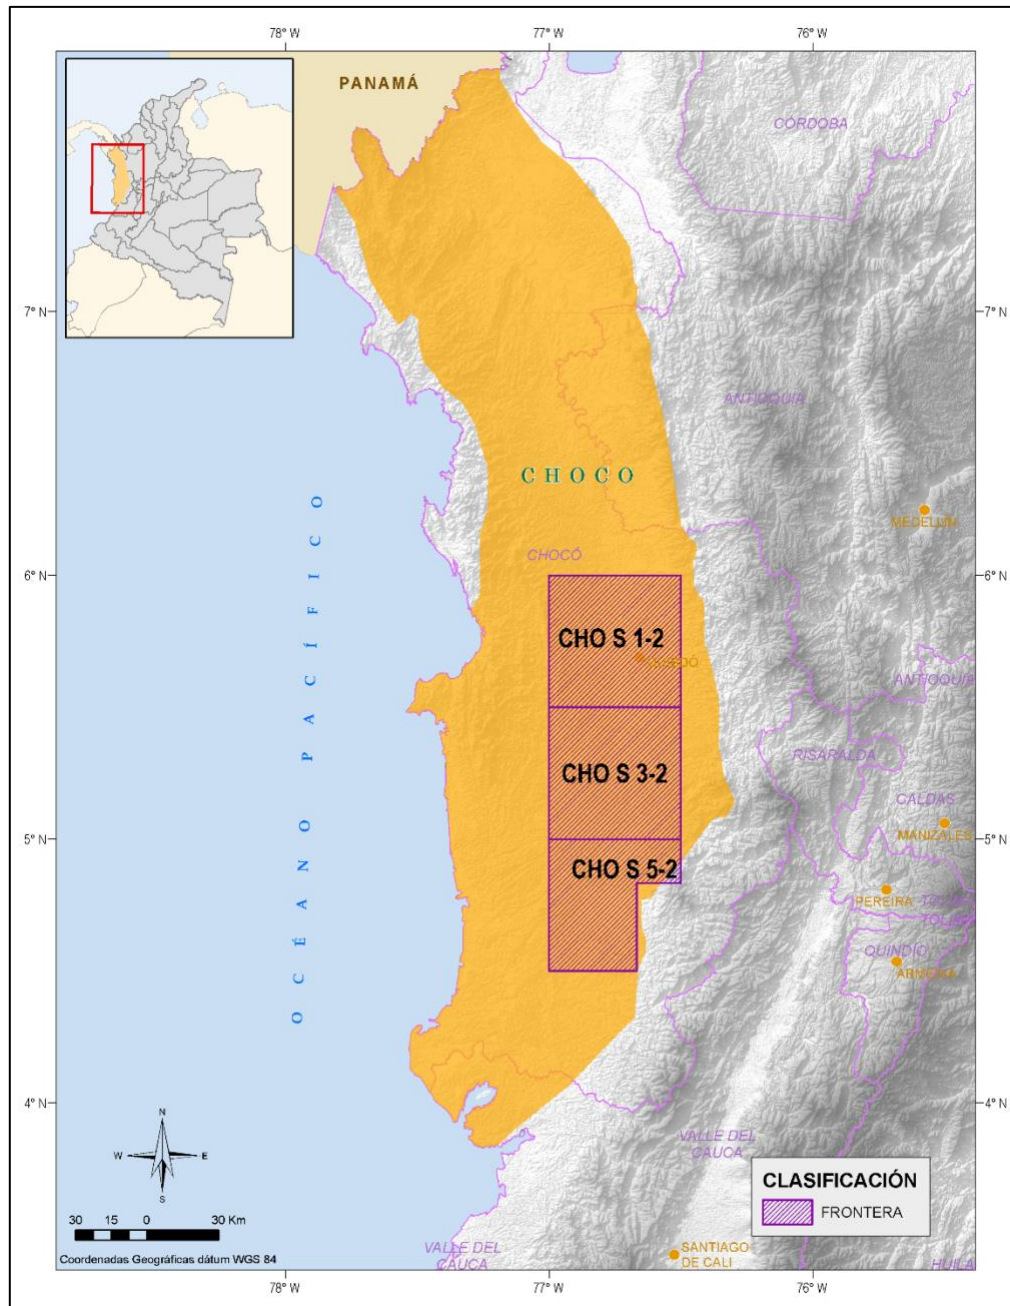 78° W
77° W
76° W
PANAMÁ
CÓRDOBA
7° N
7° N
ANTIOQUIA
CHOCO
MEDELLIN
CHOCÓ
6° N
6° N
CHO S 1-2
QUIBDÓ
ANTIOQUIA
OCÉANO PACÍFICO
RISARALDA
CHO S 3-2
CALDAS
MANIZALES
5° N
5° N
CHO S 5-2
PEREIRA
TOLIMA
QUINDÍO
ARMENIA
4° N
4° N
VALLE DEL
CAUCA
N
W
E
S
CLASIFICACIÓN
FRONTERA
30 15 0 30 Km
Coordenadas Geográficas dátum WGS 84
VALLE DEL
CAUCA
SANTIAGO
DE CALI
HUILA
78° W
77° W
76° W